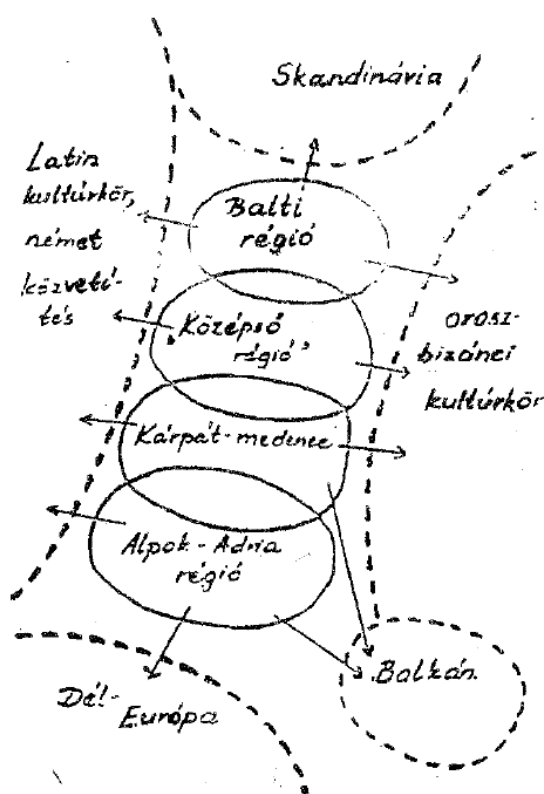 Skandinávia
Latin
kultúrkör,
német
közvetí-
tés
Balti
régió
Középső
régió
orosz-
bizánci
kultúrkör
Kárpát-medence
Alpok-Adria
régió
Balkán
Dél-
Európa